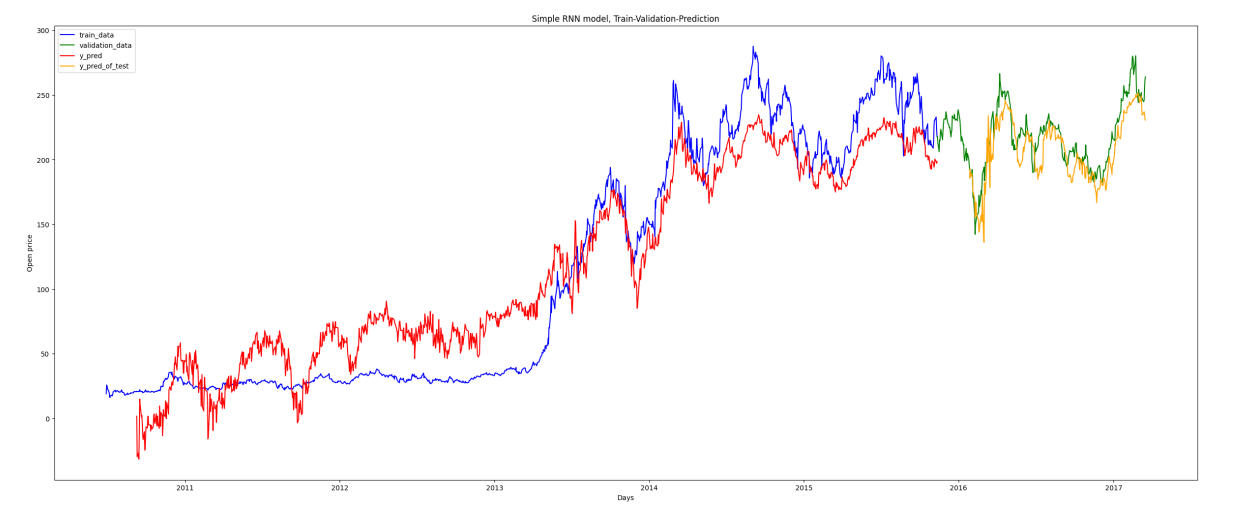 Simple RNN model, Train-Validation-Prediction
train_data
validation_data
y_pred
y_pred_of_test
300
250
200
150
100
50
0
Open price
2011 2012 2013 2014 2015 2016 2017
Days